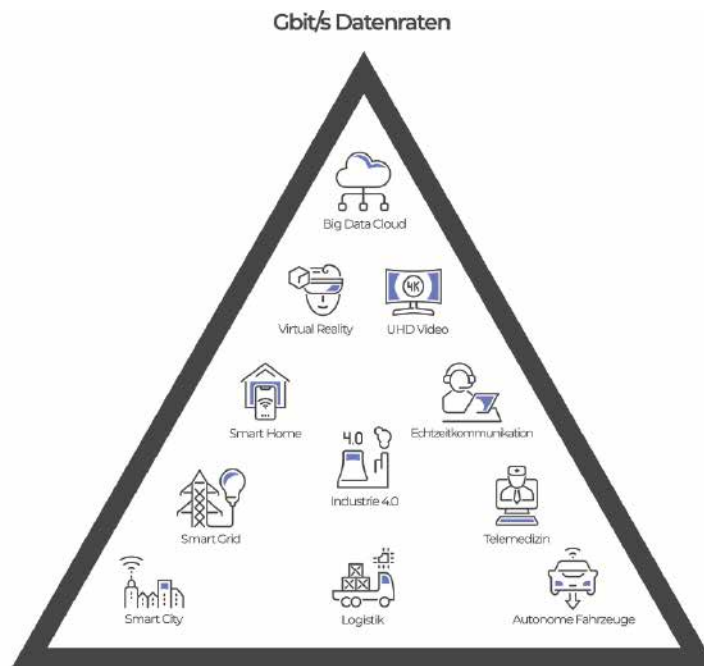 Gbit/s Datenraten
Big Data Cloud
4K
Virtual Reality
UHD Video
Smart Home
Echtzeitkommunikation
4.0
Industrie 4.0
Smart Grid
Telemedizin
Smart City
Logistik
Autonome Fahrzeuge